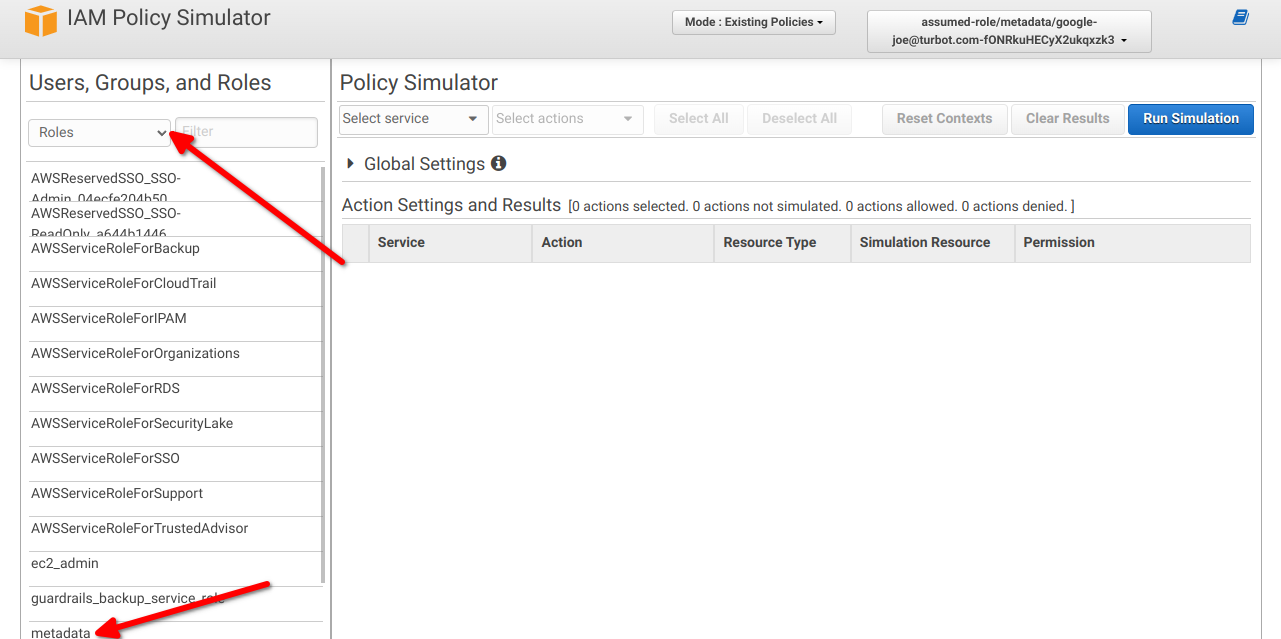 IAM Policy Simulator
Mode : Existing Policies
assumed-role/metadata/google-
joe@turbot.com-fONRkuHECyX2ukqxzk3
Users, Groups, and Roles
Roles
Filter
AWSReservedSSO_SSO-
Admin_04ecfe204b50
AWSReservedSSO_SSO-
ReadOnly_a644b1446
AWSServiceRoleForBackup
AWSServiceRoleForCloudTrail
AWSServiceRoleForIPAM
AWSServiceRoleForOrganizations
AWSServiceRoleForRDS
AWSServiceRoleForSecurityLake
AWSServiceRoleForSSO
AWSServiceRoleForSupport
AWSServiceRoleForTrustedAdvisor
ec2_admin
guardrails_backup_service_role
metadata
Policy Simulator
Select service
Select actions
Select All
Deselect All
Reset Contexts
Clear Results
Run Simulation
Global Settings
Action Settings and Results [0 actions selected. 0 actions not simulated. 0 actions allowed. 0 actions denied. ]
Service Action Resource Type Simulation Resource Permission